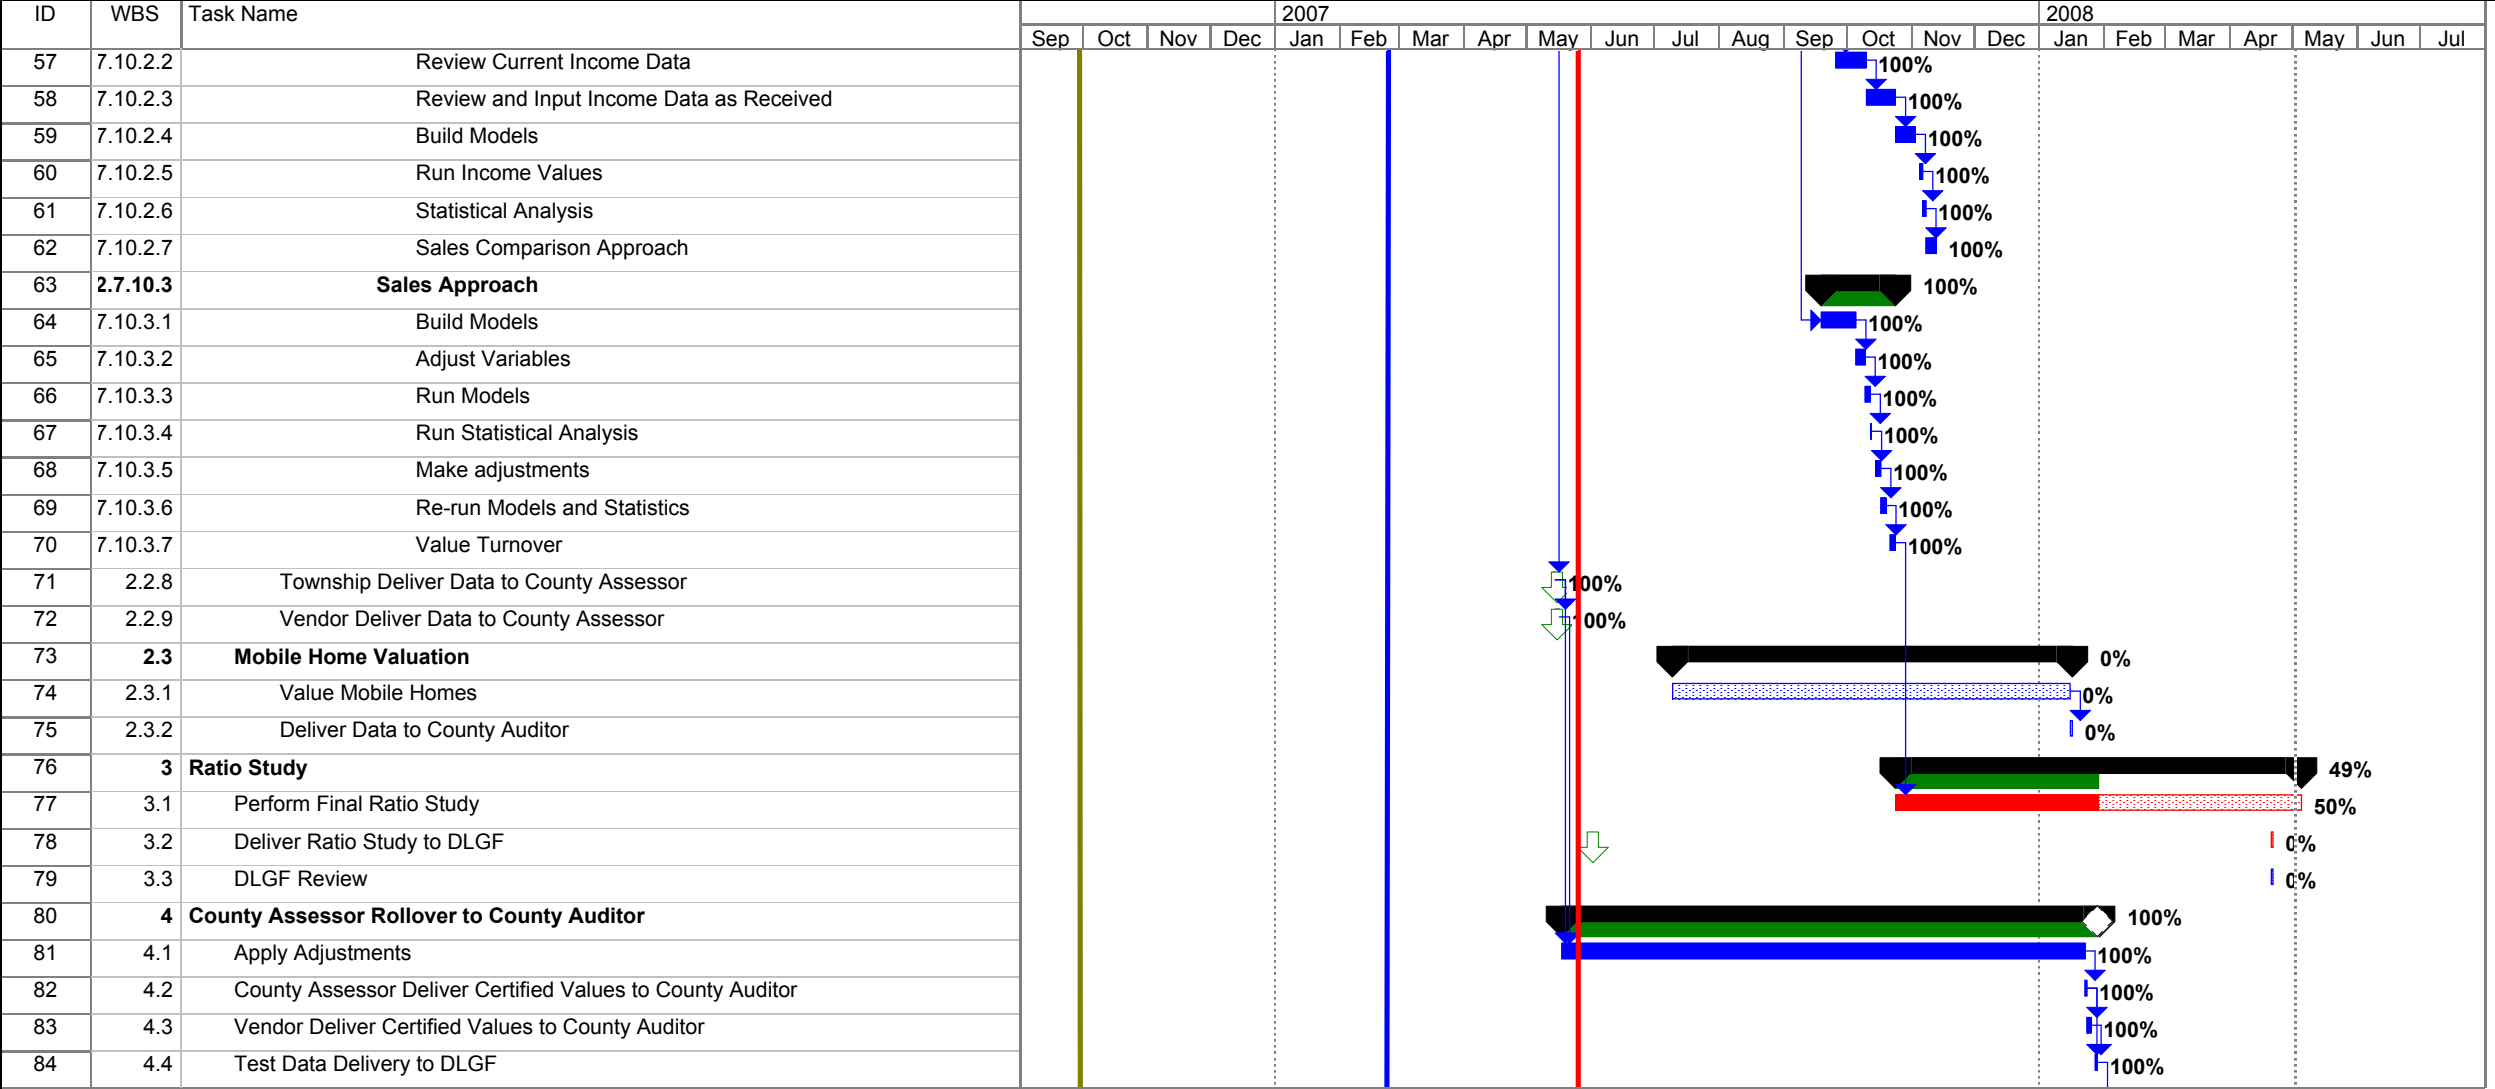 ID WBS Task Name 2007 2008
Sep Oct Nov Dec Jan Feb Mar Apr May Jun Jul Aug Sep Oct Nov Dec Jan Feb Mar Apr May Jun Jul
57 7.10.2.2 Review Current Income Data 100%
58 7.10.2.3 Review and Input Income Data as Received 100%
59 7.10.2.4 Build Models 100%
60 7.10.2.5 Run Income Values 100%
61 7.10.2.6 Statistical Analysis 100%
62 7.10.2.7 Sales Comparison Approach 100%
63 2.7.10.3 Sales Approach 100%
64 7.10.3.1 Build Models 100%
65 7.10.3.2 Adjust Variables 100%
66 7.10.3.3 Run Models 100%
67 7.10.3.4 Run Statistical Analysis 100%
68 7.10.3.5 Make adjustments 100%
69 7.10.3.6 Re-run Models and Statistics 100%
70 7.10.3.7 Value Turnover 100%
71 2.2.8 Township Deliver Data to County Assessor 100%
72 2.2.9 Vendor Deliver Data to County Assessor 100%
73 2.3 Mobile Home Valuation 0%
74 2.3.1 Value Mobile Homes 0%
75 2.3.2 Deliver Data to County Auditor 0%
76 3 Ratio Study 49%
77 3.1 Perform Final Ratio Study 50%
78 3.2 Deliver Ratio Study to DLGF 0%
79 3.3 DLGF Review 0%
80 4 County Assessor Rollover to County Auditor 100%
81 4.1 Apply Adjustments 100%
82 4.2 County Assessor Deliver Certified Values to County Auditor 100%
83 4.3 Vendor Deliver Certified Values to County Auditor 100%
84 4.4 Test Data Delivery to DLGF 100%